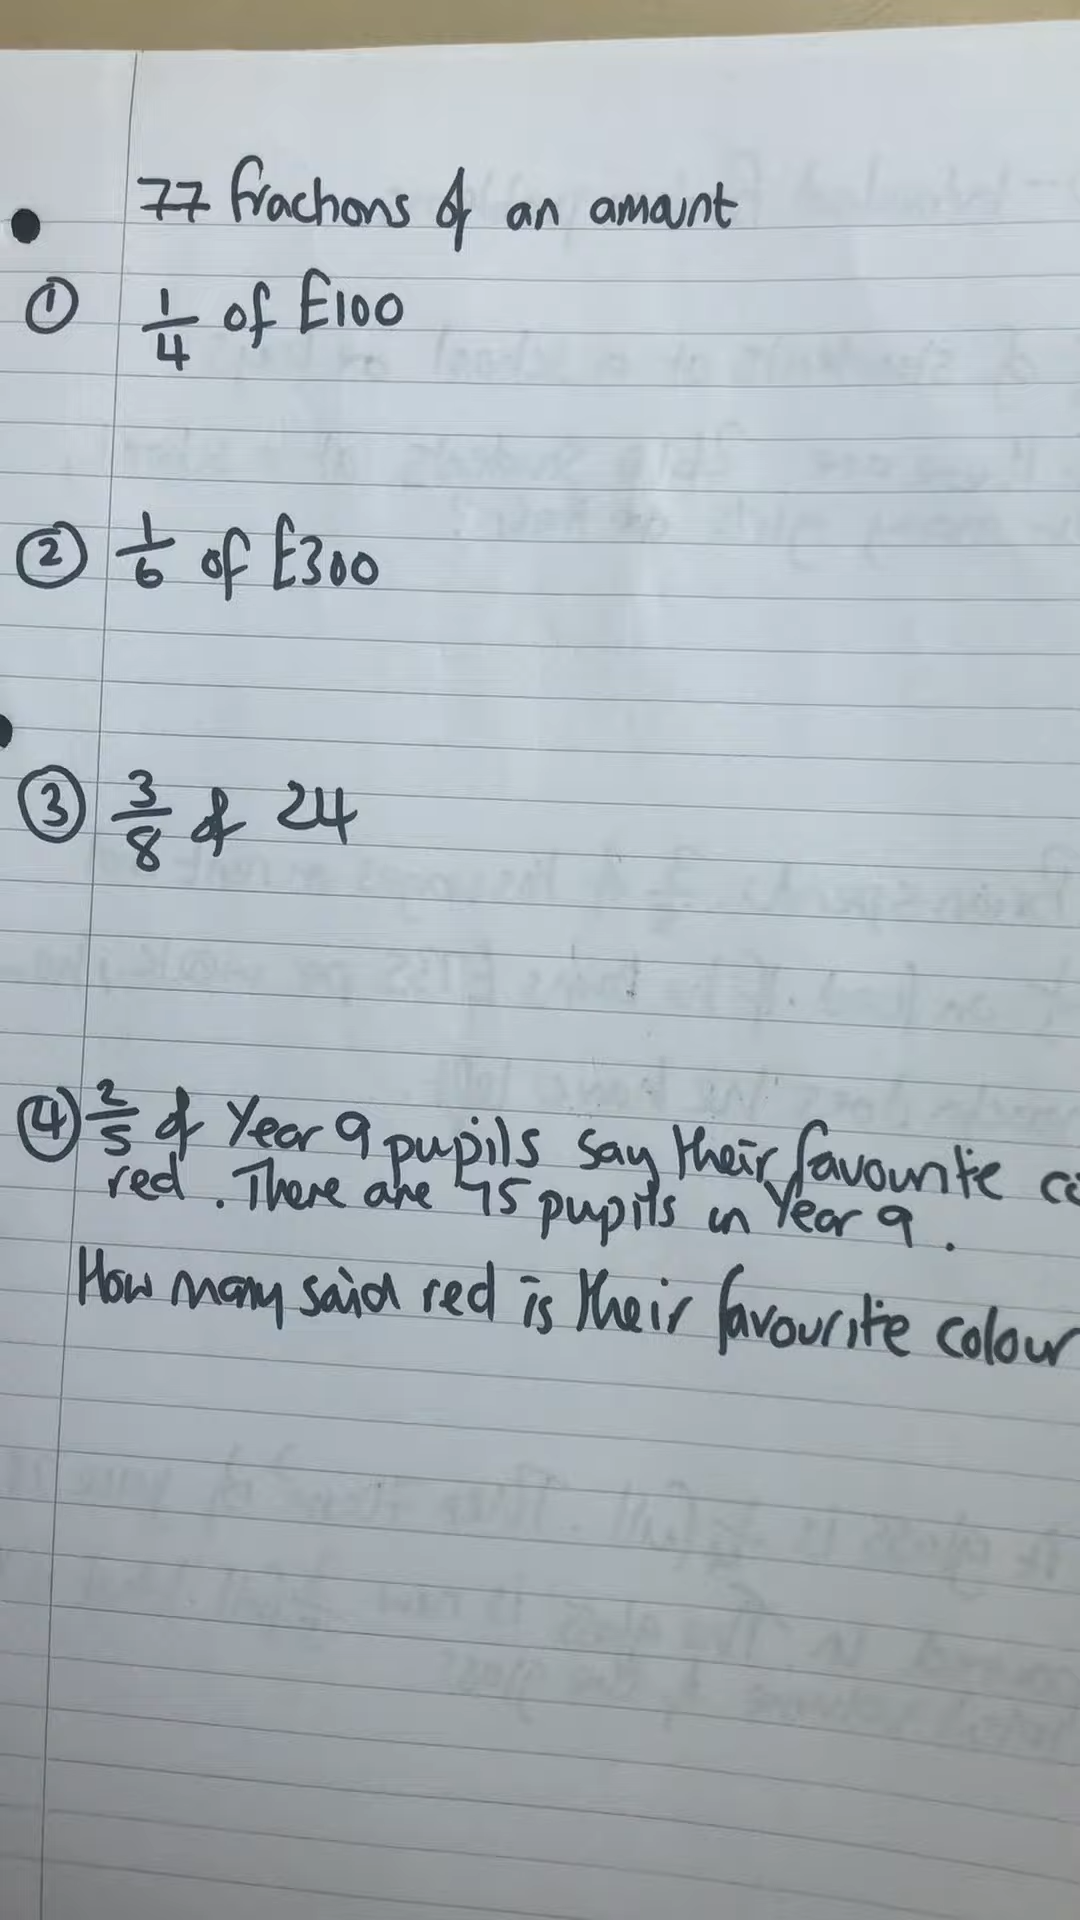 77 fractions of an amount
① 1/4 of £100
② 1/6 of £300
③ 3/8 of 24
④ 2/5 of Year 9 pupils say their favourite co
red. There are 45 pupils in Year 9.
How many said red is their favourite colour